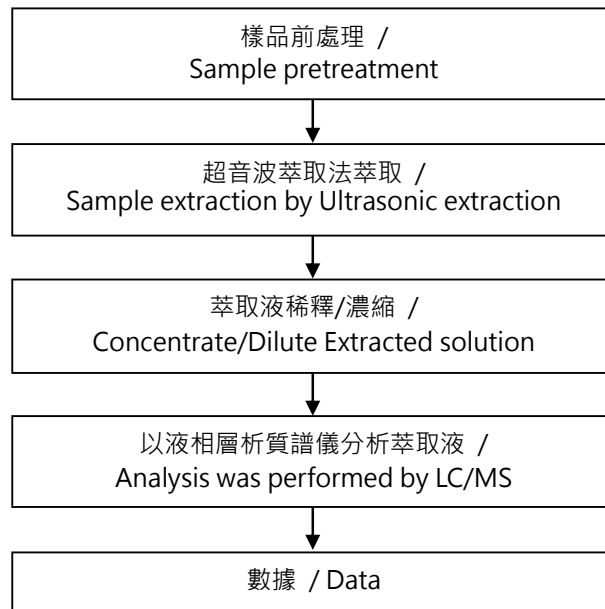 樣品前處理 /
Sample pretreatment
超音波萃取法萃取 /
Sample extraction by Ultrasonic extraction
萃取液稀釋/濃縮 /
Concentrate/Dilute Extracted solution
以液相層析質譜儀分析萃取液 /
Analysis was performed by LC/MS
數據 / Data